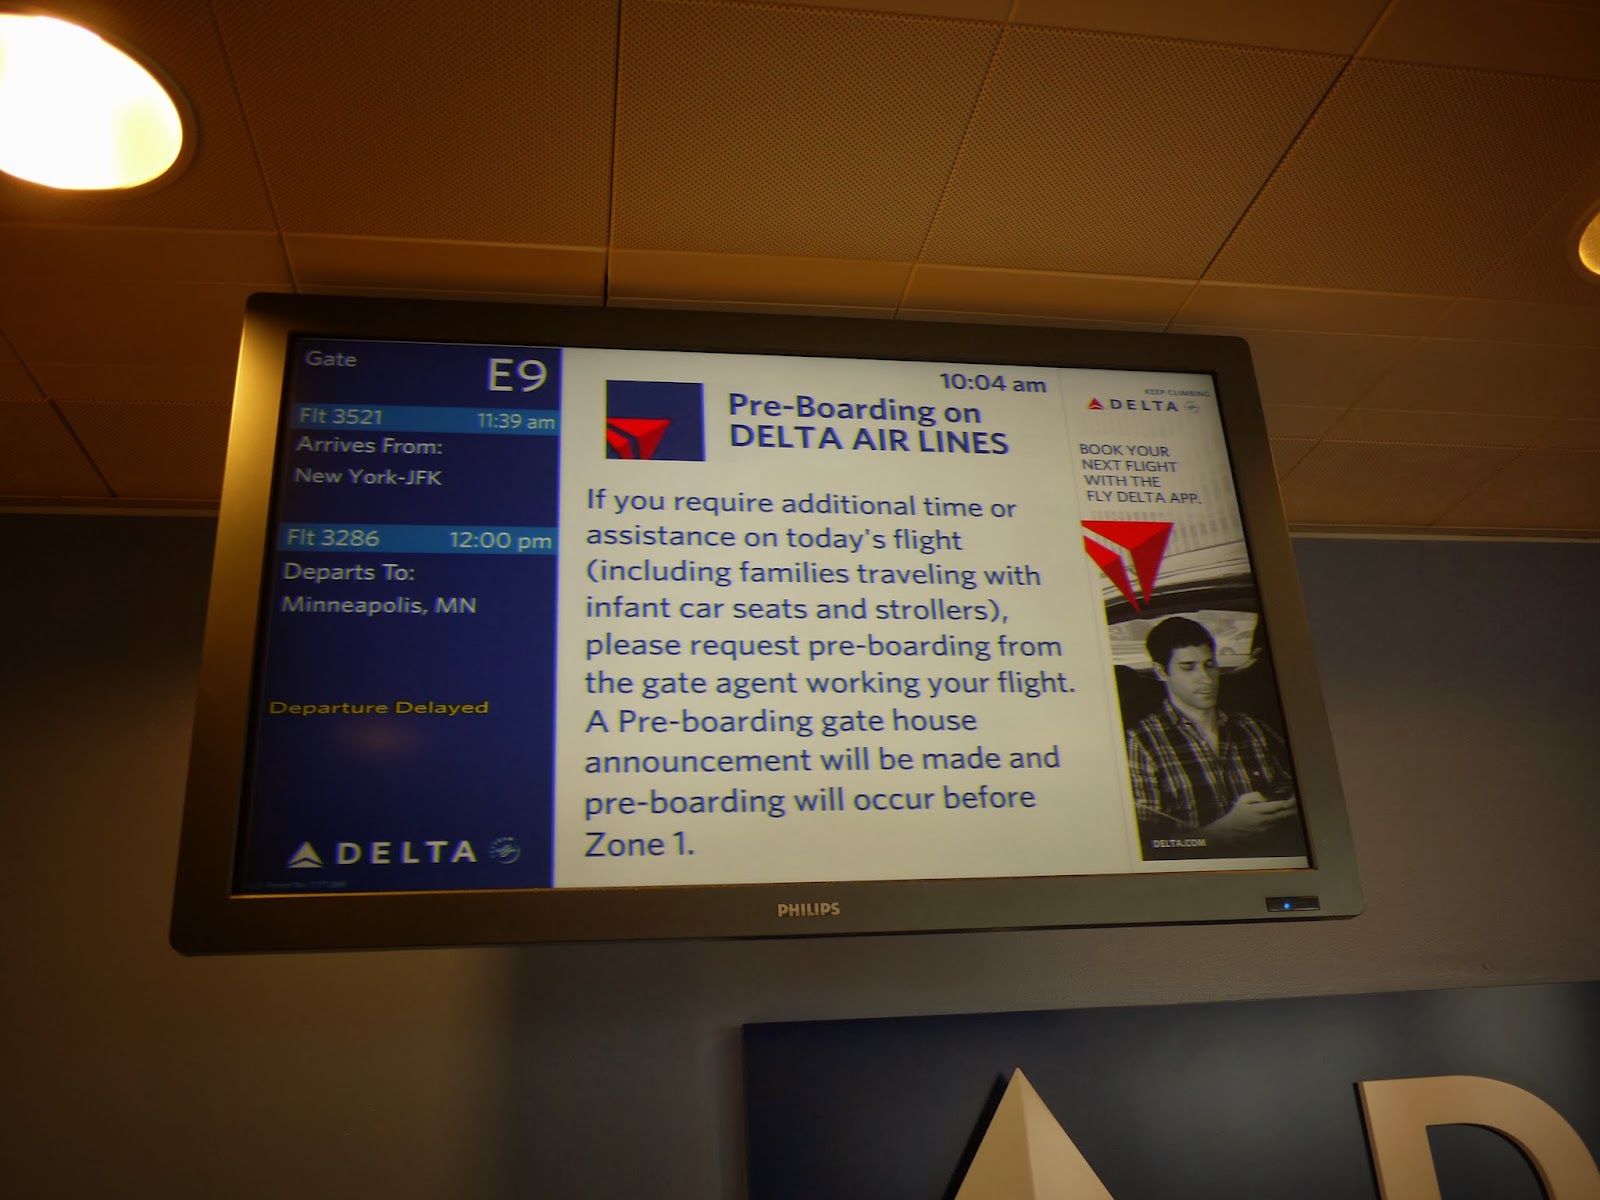 Gate E9
Flt 3521 11:39 am
Arrives From:
New York-JFK
Flt 3286 12:00 pm
Departs To:
Minneapolis, MN
Departure Delayed
DELTA
10:04 am
Pre-Boarding on
DELTA AIR LINES
If you require additional time or
assistance on today's flight
(including families traveling with
infant car seats and strollers),
please request pre-boarding from
the gate agent working your flight.
A Pre-boarding gate house
announcement will be made and
pre-boarding will occur before
Zone 1.
KEEP CLIMBING
DELTA
BOOK YOUR
NEXT FLIGHT
WITH THE
FLY DELTA APP.
DELTA.COM
PHILIPS
D